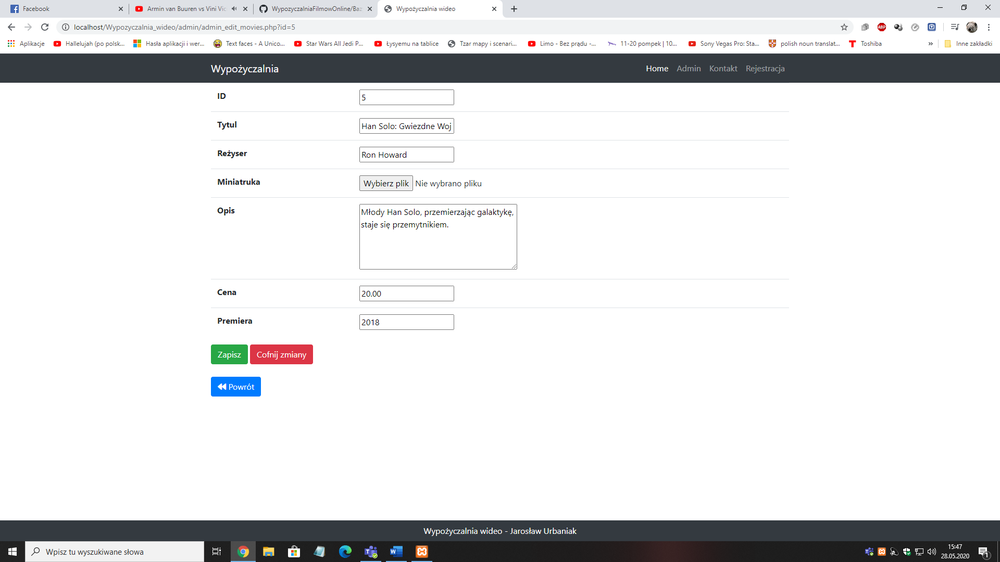 Facebook
Armin van Buuren vs Vini Vic
WypozyczalniaFilmowOnline/Baz
Wypożyczalnia wideo
localhost/Wypozyczalnia_wideo/admin/admin_edit_movies.php?id=5
ABP
Aplikacje
Hallelujah (po polsk...
Hasła aplikacji i wer...
Text faces - A Unico...
Star Wars All Jedi P...
Łysyemu na tablice
Tzar mapy i scenari...
Limo - Bez prądu -...
11-20 pompek | 10...
Sony Vegas Pro: Sta...
polish noun translat...
Toshiba
»
Inne zakładki
Wypożyczalnia
Home Admin Kontakt Rejestracja
ID 5
Tytul Han Solo: Gwiezdne Woj
Reżyser Ron Howard
Miniatruka Wybierz plik Nie wybrano pliku
Opis Młody Han Solo, przemierzając galaktykę,
staje się przemytnikiem.
Cena 20.00
Premiera 2018
Zapisz Cofnij zmiany
Powrót
Wypożyczalnia wideo - Jarosław Urbaniak
Wpisz tu wyszukiwane słowa
15:47
28.05.2020
1